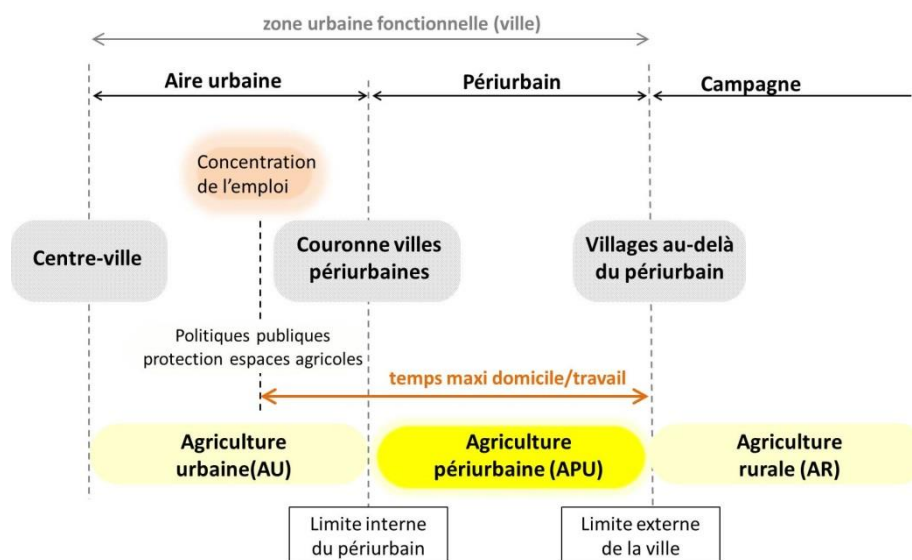 zone urbaine fonctionnelle (ville)
Aire urbaine
Périurbain
Campagne
Concentration
de l’emploi
Centre-ville
Couronne villes
périurbaines
Villages au-delà
du périurbain
Politiques publiques
protection espaces agricoles
temps maxi domicile/travail
Agriculture
urbaine(AU)
Agriculture
périurbaine (APU)
Agriculture
rurale (AR)
Limite interne
du périurbain
Limite externe
de la ville